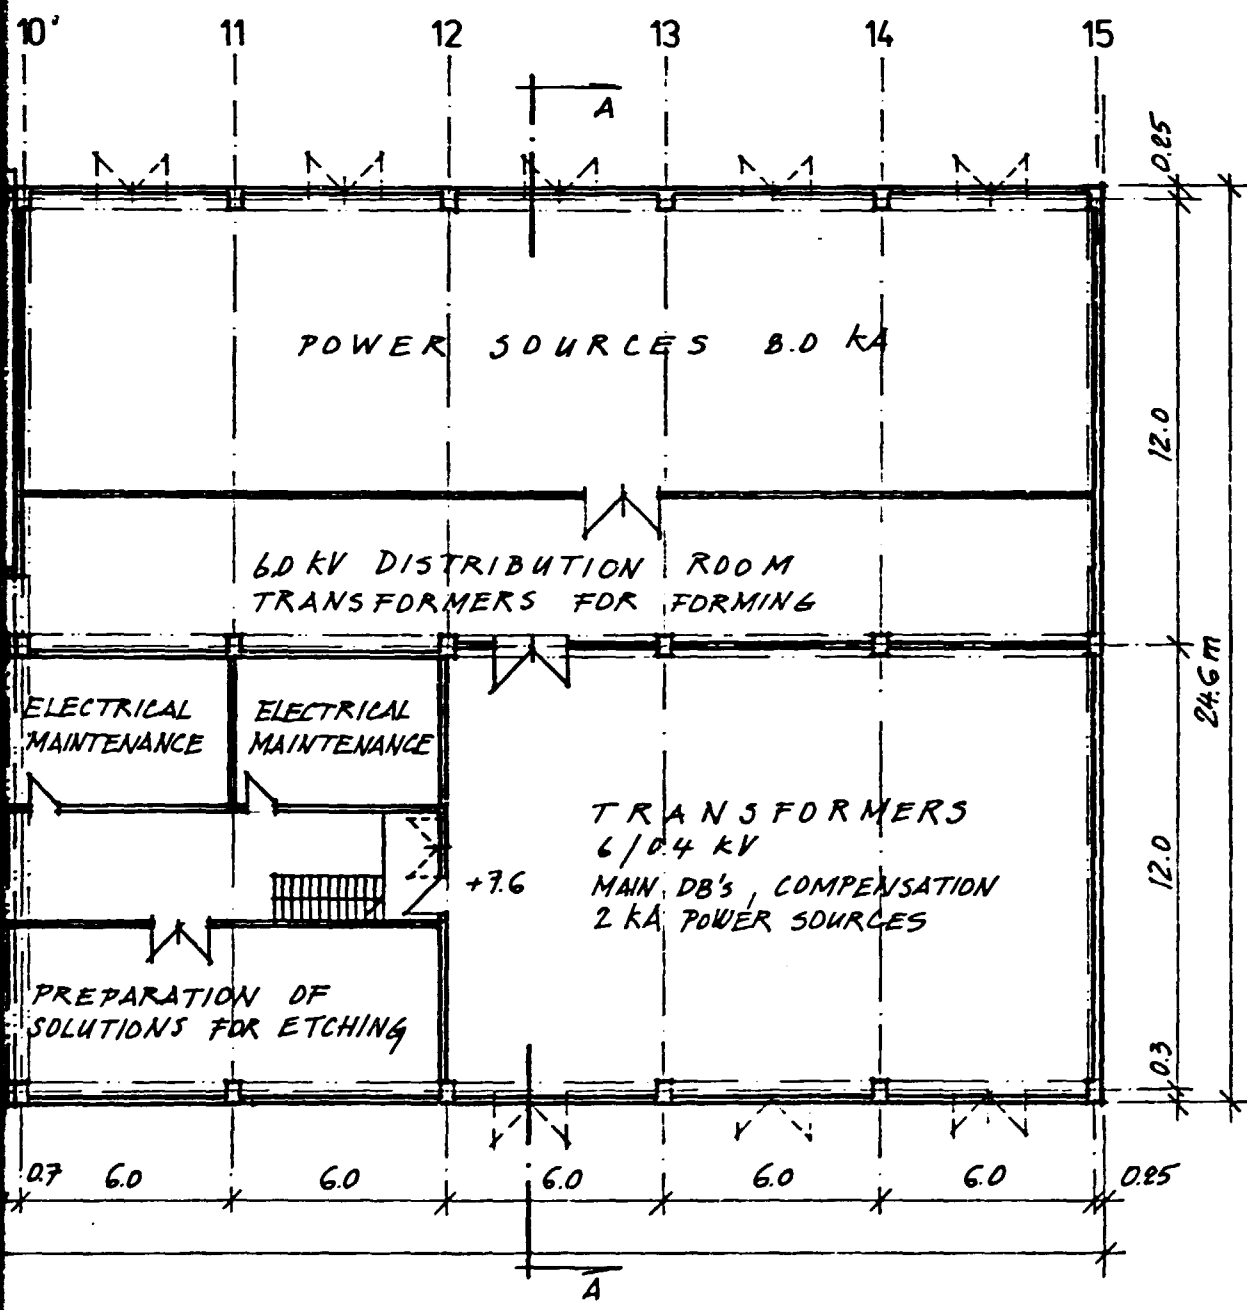 10' 11 12 13 14 15
A
0.25
POWER SOURCES 8.0 kA
12.0
6.0 KV DISTRIBUTION ROOM
TRANSFORMERS FOR FORMING
24.6 m
ELECTRICAL
MAINTENANCE
ELECTRICAL
MAINTENANCE
TRANSFORMERS
6/0.4 KV
MAIN DB's, COMPENSATION
2 KA POWER SOURCES
+7.6
12.0
PREPARATION OF
SOLUTIONS FOR ETCHING
0.3
0.7 6.0 6.0 6.0 6.0 6.0 0.25
A